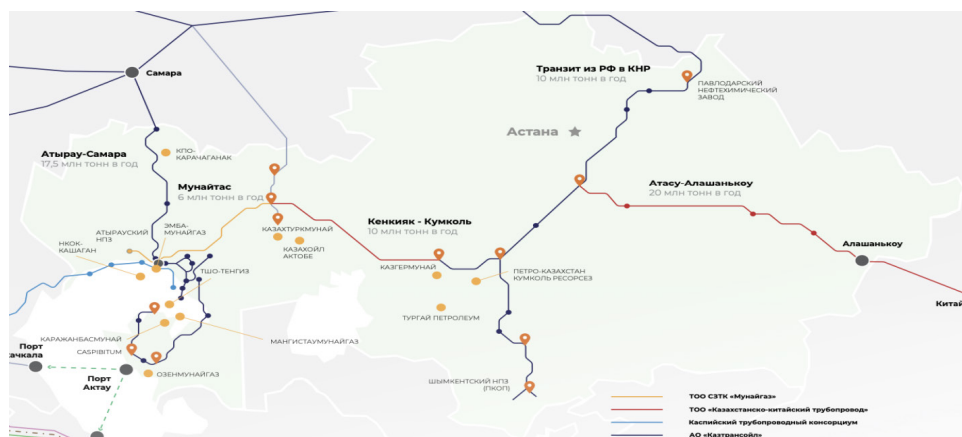 Самара
Транзит из РФ в КНР
10 млн тонн в год
ПАВЛОДАРСКИЙ
НЕФТЕХИМИЧЕСКИЙ
ЗАВОД
Астана
Атырау-Самара
17,5 млн тонн в год
КПО-
КАРАЧАГАНАК
Мунайтас
6 млн тонн в год
Атасу-Алашанькоу
20 млн тонн в год
Кенкияк - Кумколь
10 млн тонн в год
КАЗАХТУРКМУНАЙ
КАЗАХОЙЛ
АКТОБЕ
ЭМБА-
МУНАЙГАЗ
АТЫРАУСКИЙ
НПЗ
НКОК-
КАШАГАН
ТШО-ТЕНГИЗ
КАЗГЕРМУНАЙ
ПЕТРО-КАЗАХСТАН
КУМКОЛЬ РЕСОРСЕЗ
Алашанькоу
Китай
ТУРГАЙ ПЕТРОЛЕУМ
КАРАЖАНБАСМУНАЙ
CASPIBITUM
МАНГИСТАУМУНАЙГАЗ
ОЗЕНМУНАЙГАЗ
Порт
ачкала
Порт
Актау
ШЫМКЕНТСКИЙ НПЗ
(ПКОП)
ТОО СЗТК «Мунайгаз»
ТОО «Казахстанско-китайский трубопровод»
Каспийский трубопроводный консорциум
АО «Казтрансойл»